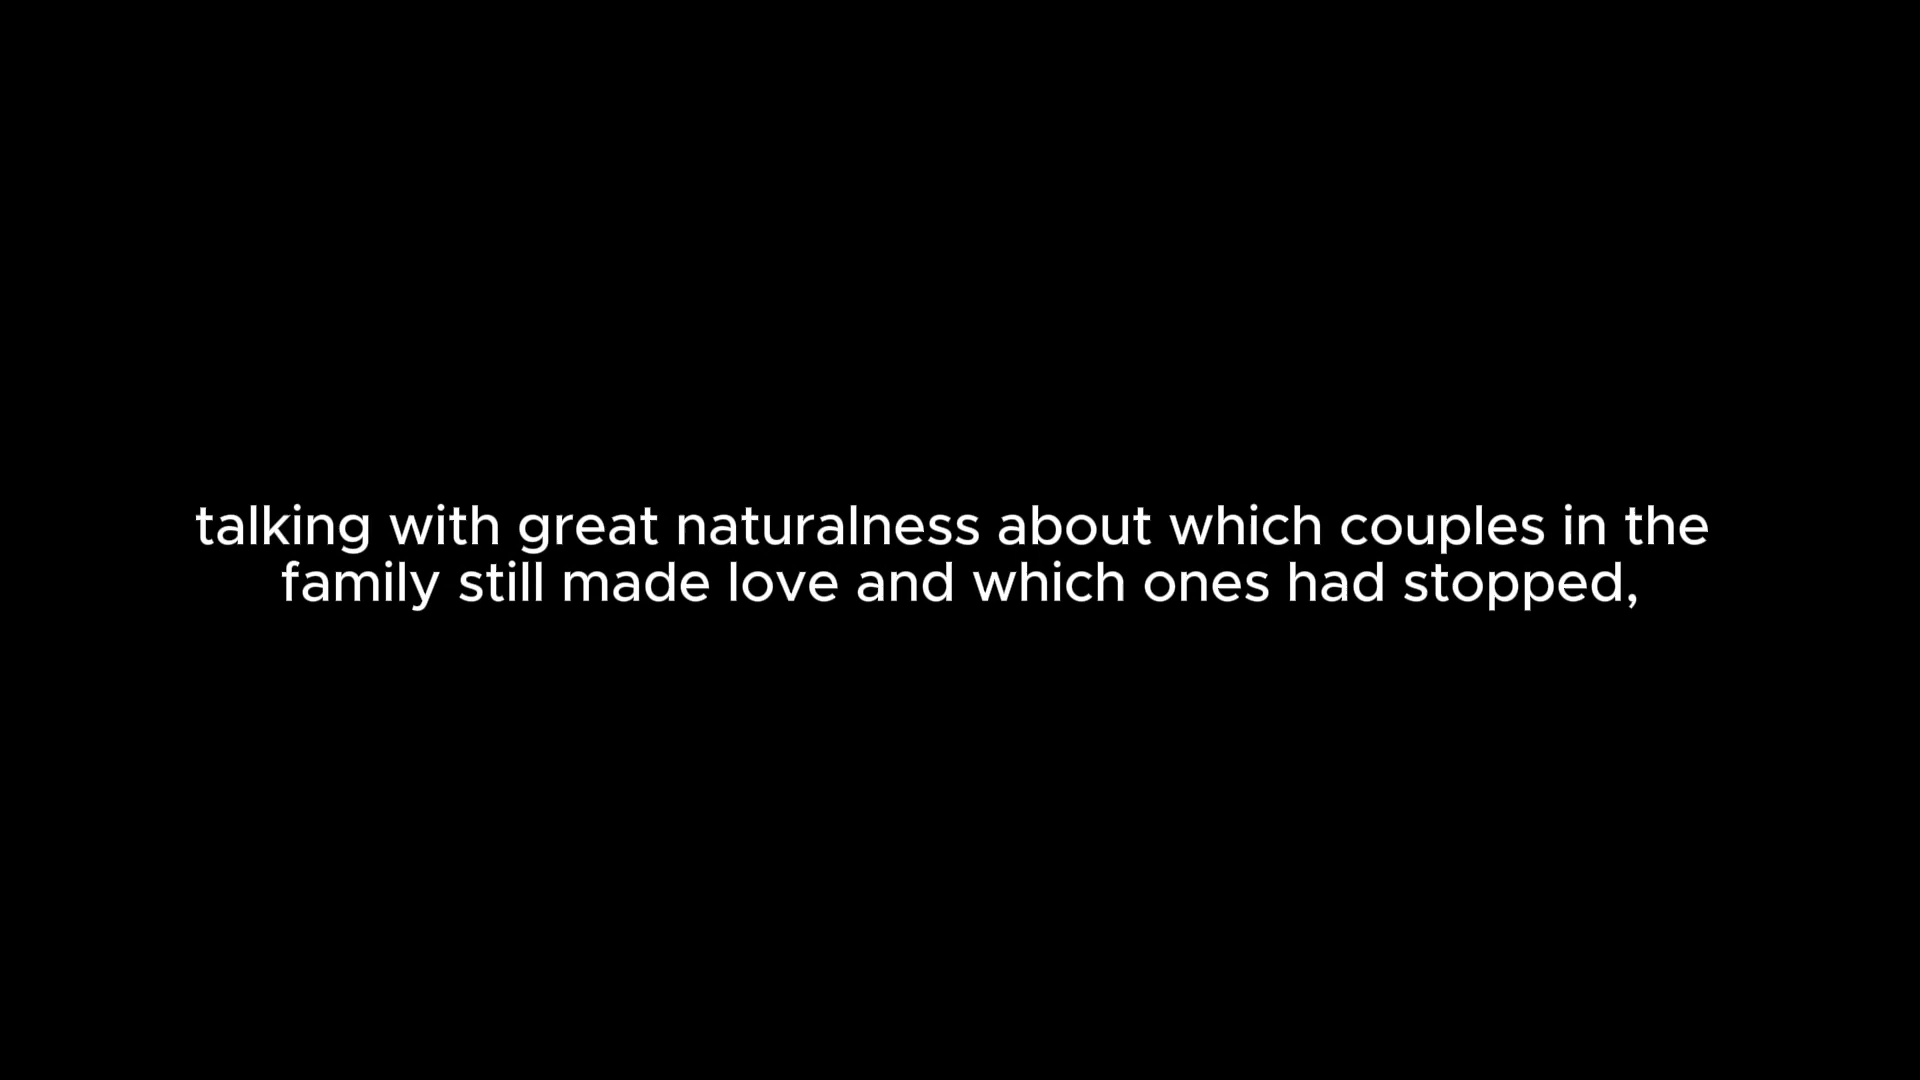 talking with great naturalness about which couples in the
family still made love and which ones had stopped,